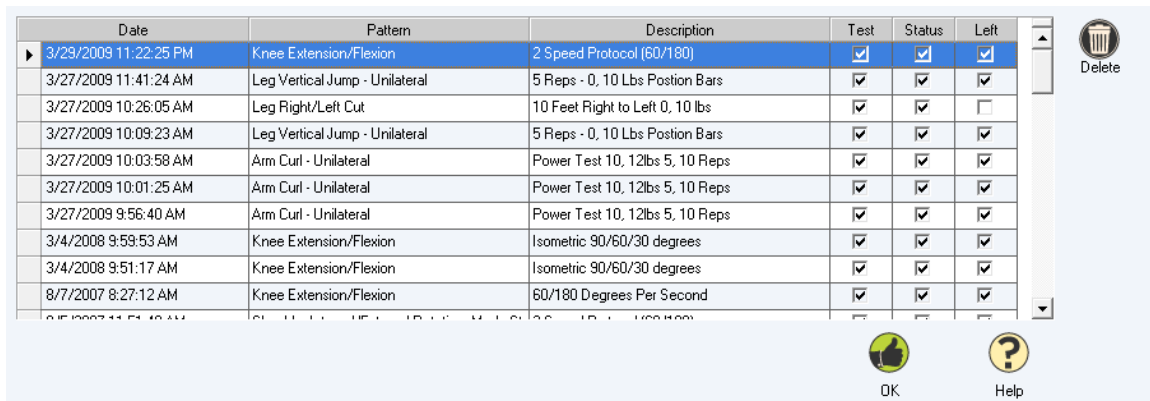 Date Pattern Description Test Status Left
3/29/2009 11:22:25 PM Knee Extension/Flexion 2 Speed Protocol (60/180)
Delete
3/27/2009 11:41:24 AM Leg Vertical Jump - Unilateral 5 Reps - 0, 10 Lbs Postion Bars
3/27/2009 10:26:05 AM Leg Right/Left Cut 10 Feet Right to Left 0, 10 lbs
3/27/2009 10:09:23 AM Leg Vertical Jump - Unilateral 5 Reps - 0, 10 Lbs Postion Bars
3/27/2009 10:03:58 AM Arm Curl - Unilateral Power Test 10, 12lbs 5, 10 Reps
3/27/2009 10:01:25 AM Arm Curl - Unilateral Power Test 10, 12lbs 5, 10 Reps
3/27/2009 9:56:40 AM Arm Curl - Unilateral Power Test 10, 12lbs 5, 10 Reps
3/4/2008 9:59:53 AM Knee Extension/Flexion Isometric 90/60/30 degrees
3/4/2008 9:51:17 AM Knee Extension/Flexion Isometric 90/60/30 degrees
8/7/2007 8:27:12 AM Knee Extension/Flexion 60/180 Degrees Per Second
OK Help